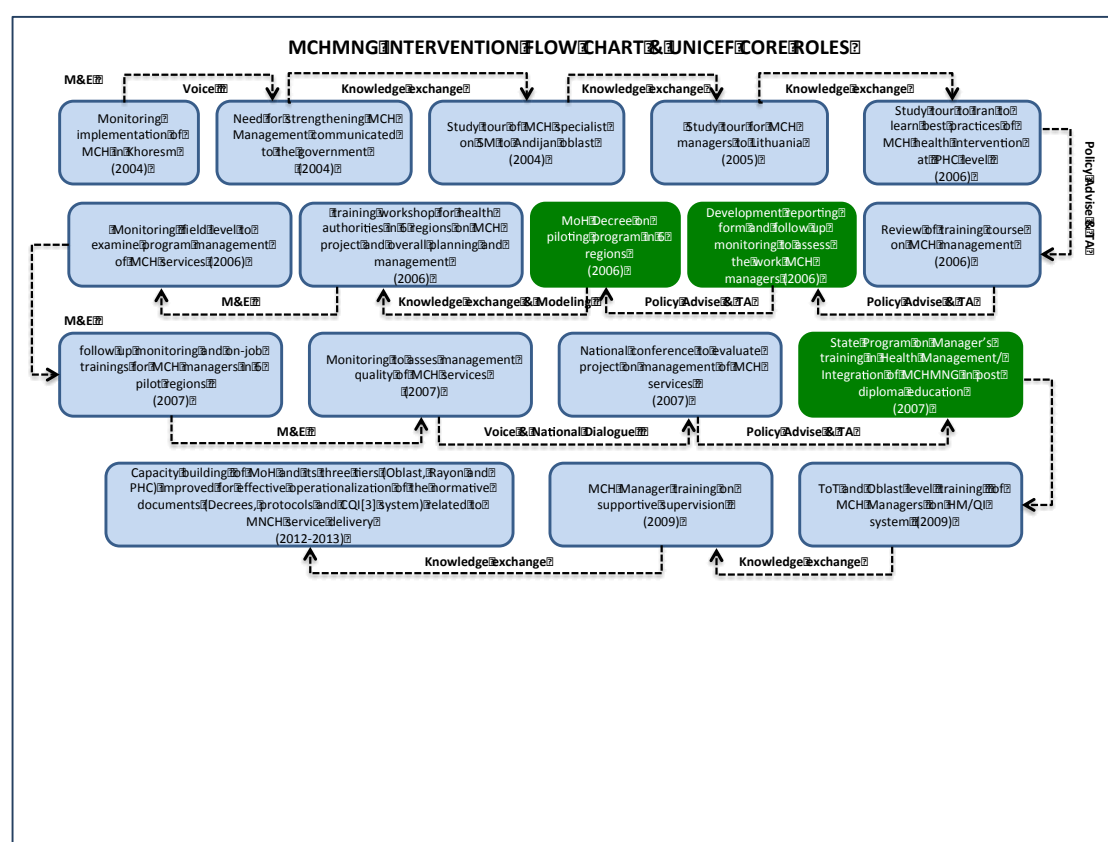 MCHMNG INTERVENTION FLOW CHART & UNICEF CORE ROLES
M&E
Voice
Knowledge exchange
Knowledge exchange
Knowledge exchange
Monitoring
implementation of
MCH in Khoresm
(2004)
Need for strengthening MCH
Management communicated
to the government
(2004)
Study tour of MCH specialist
on SM to Andijan oblast
(2004)
Study tour for MCH
managers to Lithuania
(2005)
Study tour to Iran to
learn best practices of
MCH health intervention
at PHC level
(2006)
Policy Advise & TA
Monitoring field level to
examine program management
of MCH services (2006)
training workshop for health
authorities in 6 regions on MCH
project and overall planning and
management
(2006)
MoH Decree on
piloting program in 6
regions
(2006)
Development reporting
form and follow up
monitoring to assess
the work MCH
managers (2006)
Review of training course
on MCH management
(2006)
M&E
Knowledge exchange & Modeling
Policy Advise & TA
Policy Advise & TA
M&E
follow up monitoring and on-job
trainings for MCH managers in 6
pilot regions
(2007)
Monitoring to asses management
quality of MCH services
(2007)
National conference to evaluate
project on management of MCH
services
(2007)
State Program on Manager's
training in Health Management/
Integration of MCHMNG in post
diploma education
(2007)
M&E
Voice & National Dialogue
Policy Advise & TA
Capacity building of MoH and its three tiers (Oblast, Rayon and
PHC) improved for effective operationalization of the normative
documents (Decrees, protocols and CQI[3] system) related to
MNCH service delivery
(2012-2013)
MCH Manager training on
supportive supervision
(2009)
ToT and Oblast level training of
MCH Managers on HM/QI
system (2009)
Knowledge exchange
Knowledge exchange